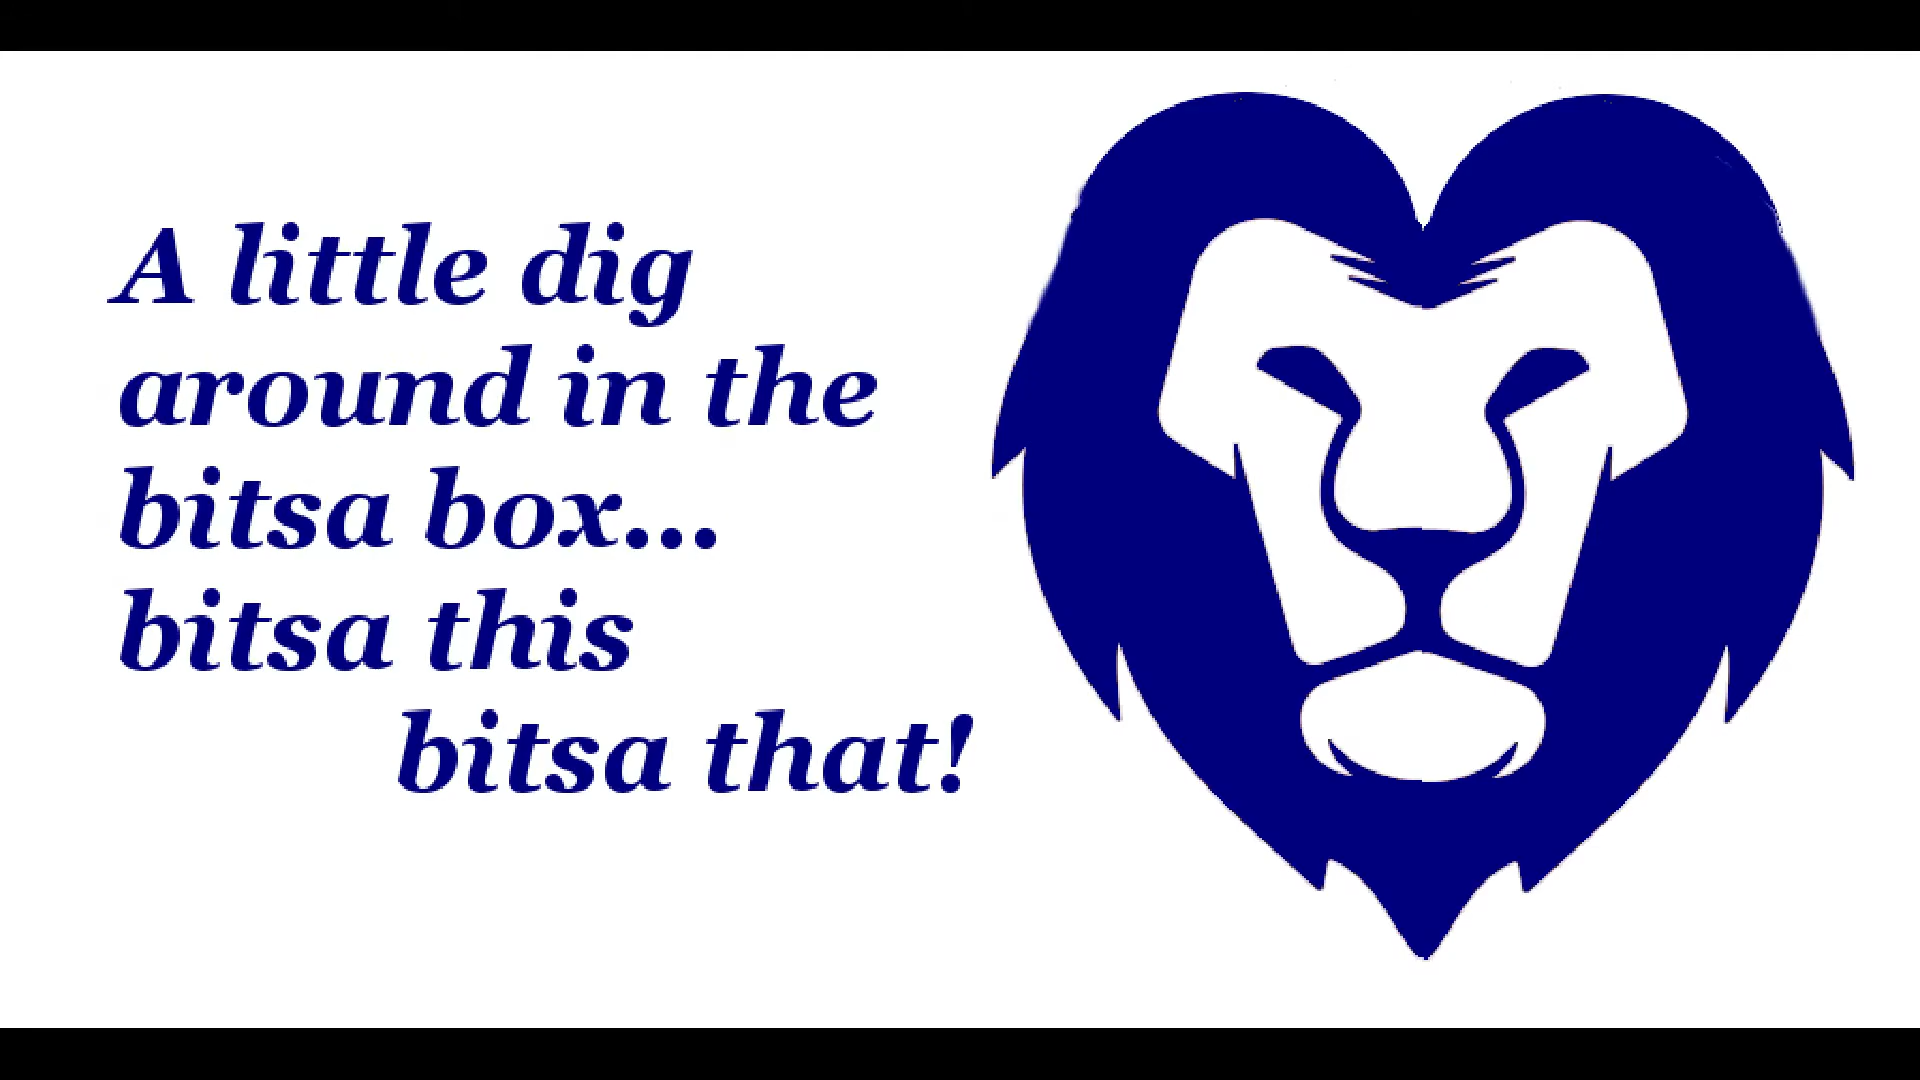 A little dig
around in the
bitsa box...
bitsa this
bitsa that!